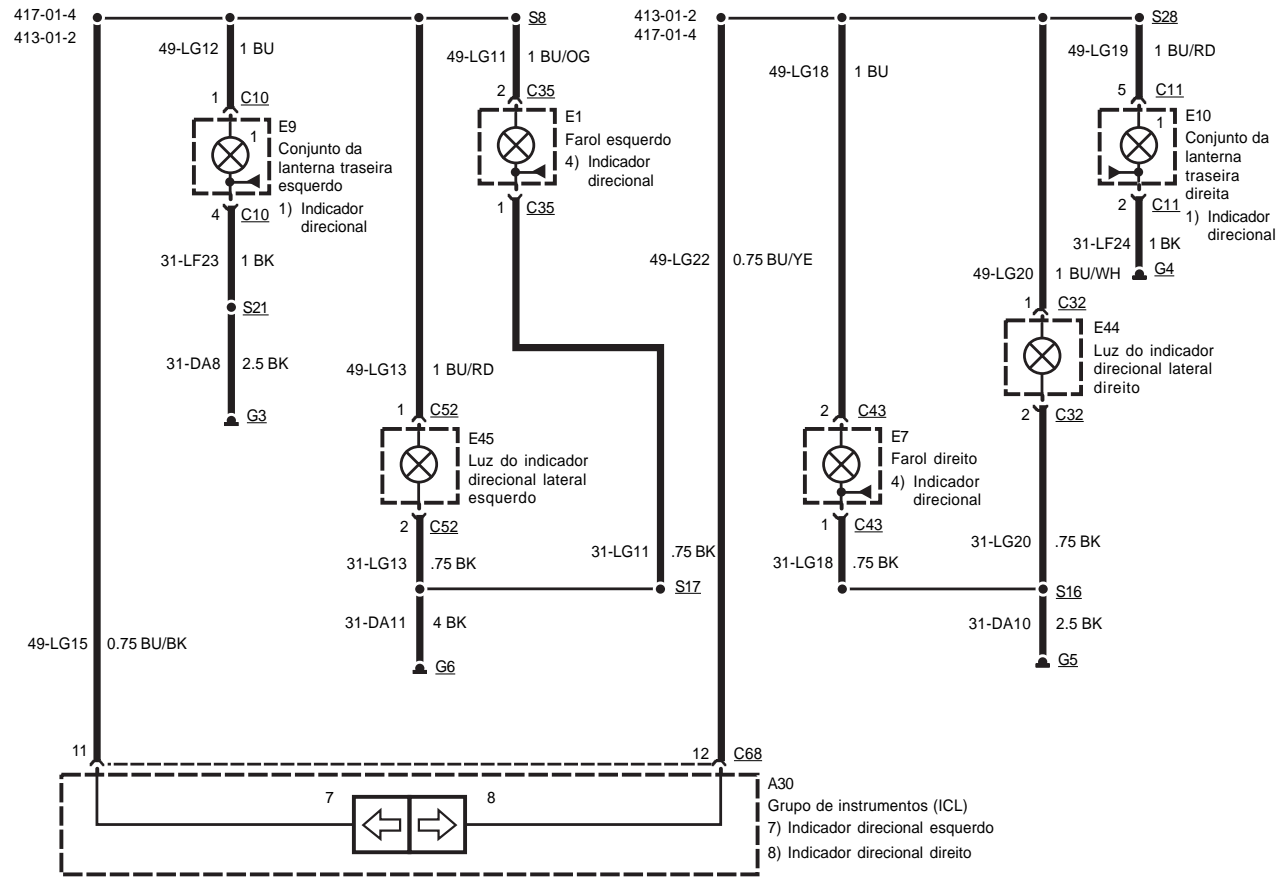 417-01-4
413-01-2
S8
49-LG12 1 BU
49-LG11 1 BU/OG
1 C10
2 C35
E9
1
Conjunto da
lanterna traseira
esquerdo
1) Indicador
direcional
E1
Farol esquerdo
4) Indicador
direcional
4 C10
1 C35
31-LF23 1 BK
S21
31-DA8 2.5 BK
G3
49-LG13 1 BU/RD
1 C52
E45
Luz do indicador
direcional lateral
esquerdo
2 C52
31-LG13 .75 BK
31-LG11 .75 BK
S17
31-DA11 4 BK
G6
49-LG15 0.75 BU/BK
413-01-2
417-01-4
S28
49-LG18 1 BU
49-LG19 1 BU/RD
5 C11
E10
1
Conjunto da
lanterna
traseira
direita
1) Indicador
direcional
2 C11
31-LF24 1 BK
G4
49-LG22 0.75 BU/YE
49-LG20 1 BU/WH
1 C32
E44
Luz do indicador
direcional lateral
direito
2 C32
2 C43
E7
Farol direito
4) Indicador
direcional
1 C43
31-LG18 .75 BK
31-LG20 .75 BK
S16
31-DA10 2.5 BK
G5
11
12 C68
A30
Grupo de instrumentos (ICL)
7) Indicador direcional esquerdo
8) Indicador direcional direito
7
8